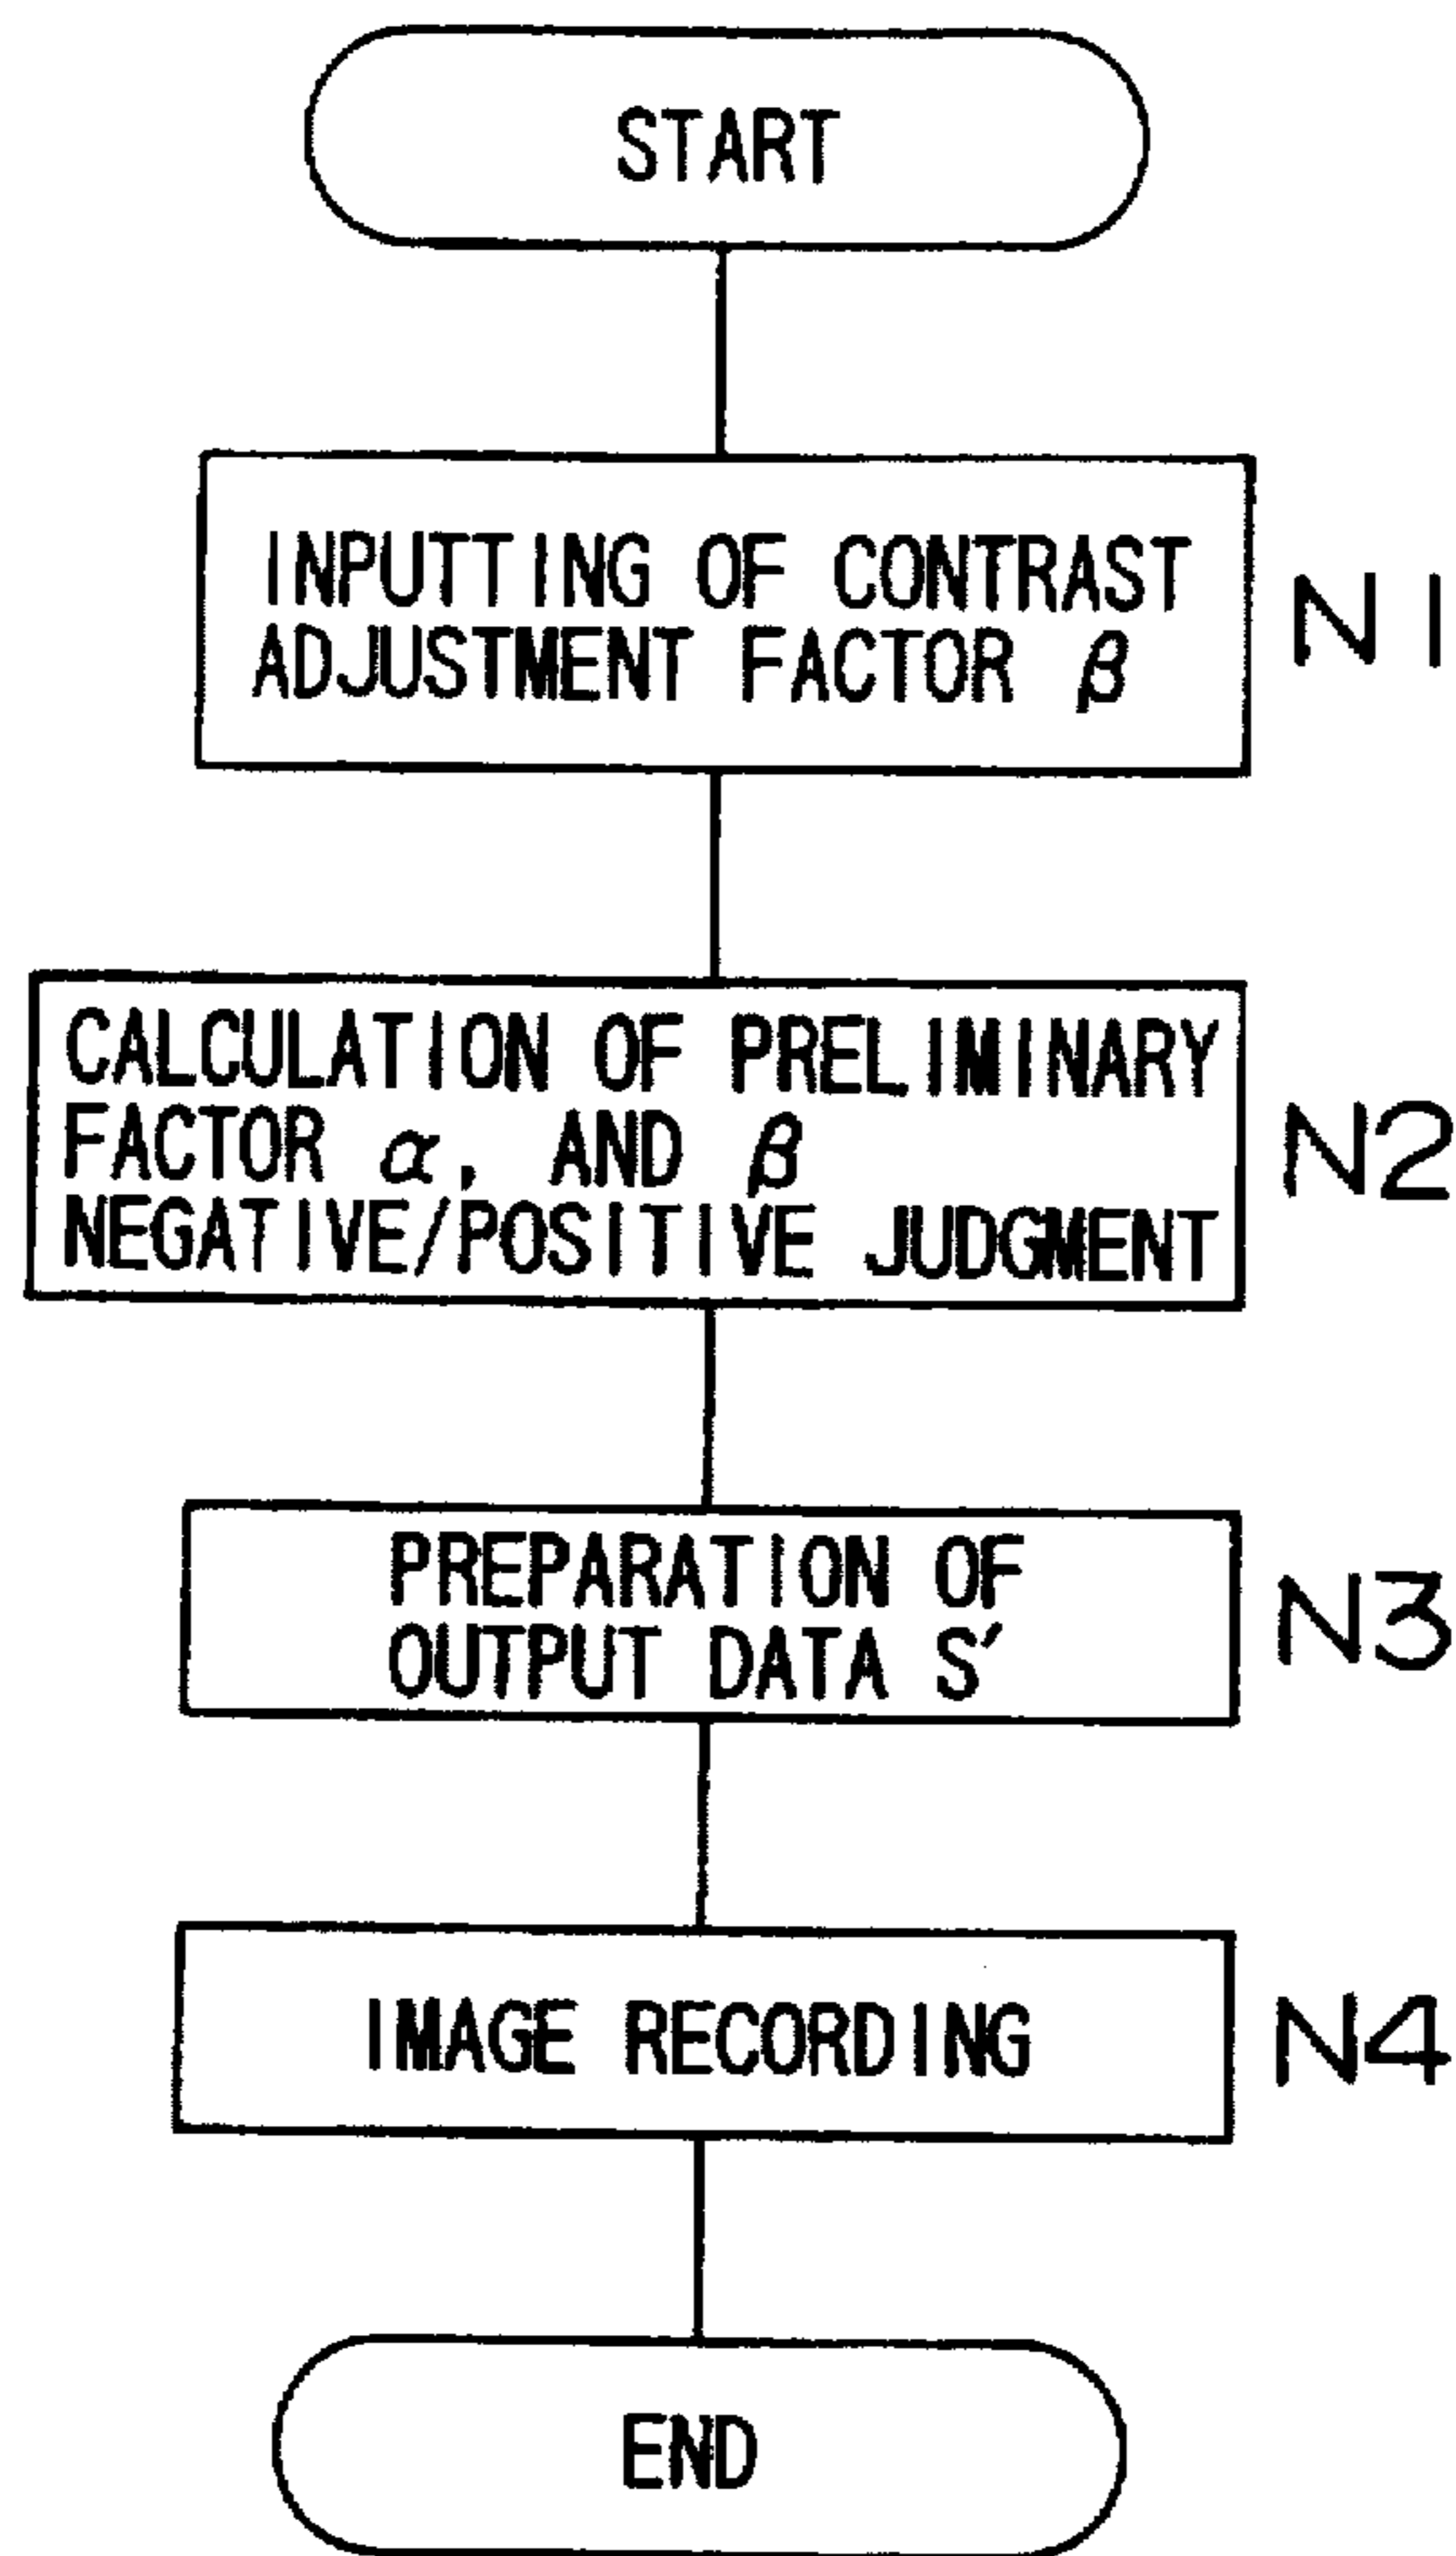 START
INPUTTING OF CONTRAST
ADJUSTMENT FACTOR β
N1
CALCULATION OF PRELIMINARY
FACTOR α, AND β
NEGATIVE/POSITIVE JUDGMENT
N2
PREPARATION OF
OUTPUT DATA S′
N3
IMAGE RECORDING
N4
END